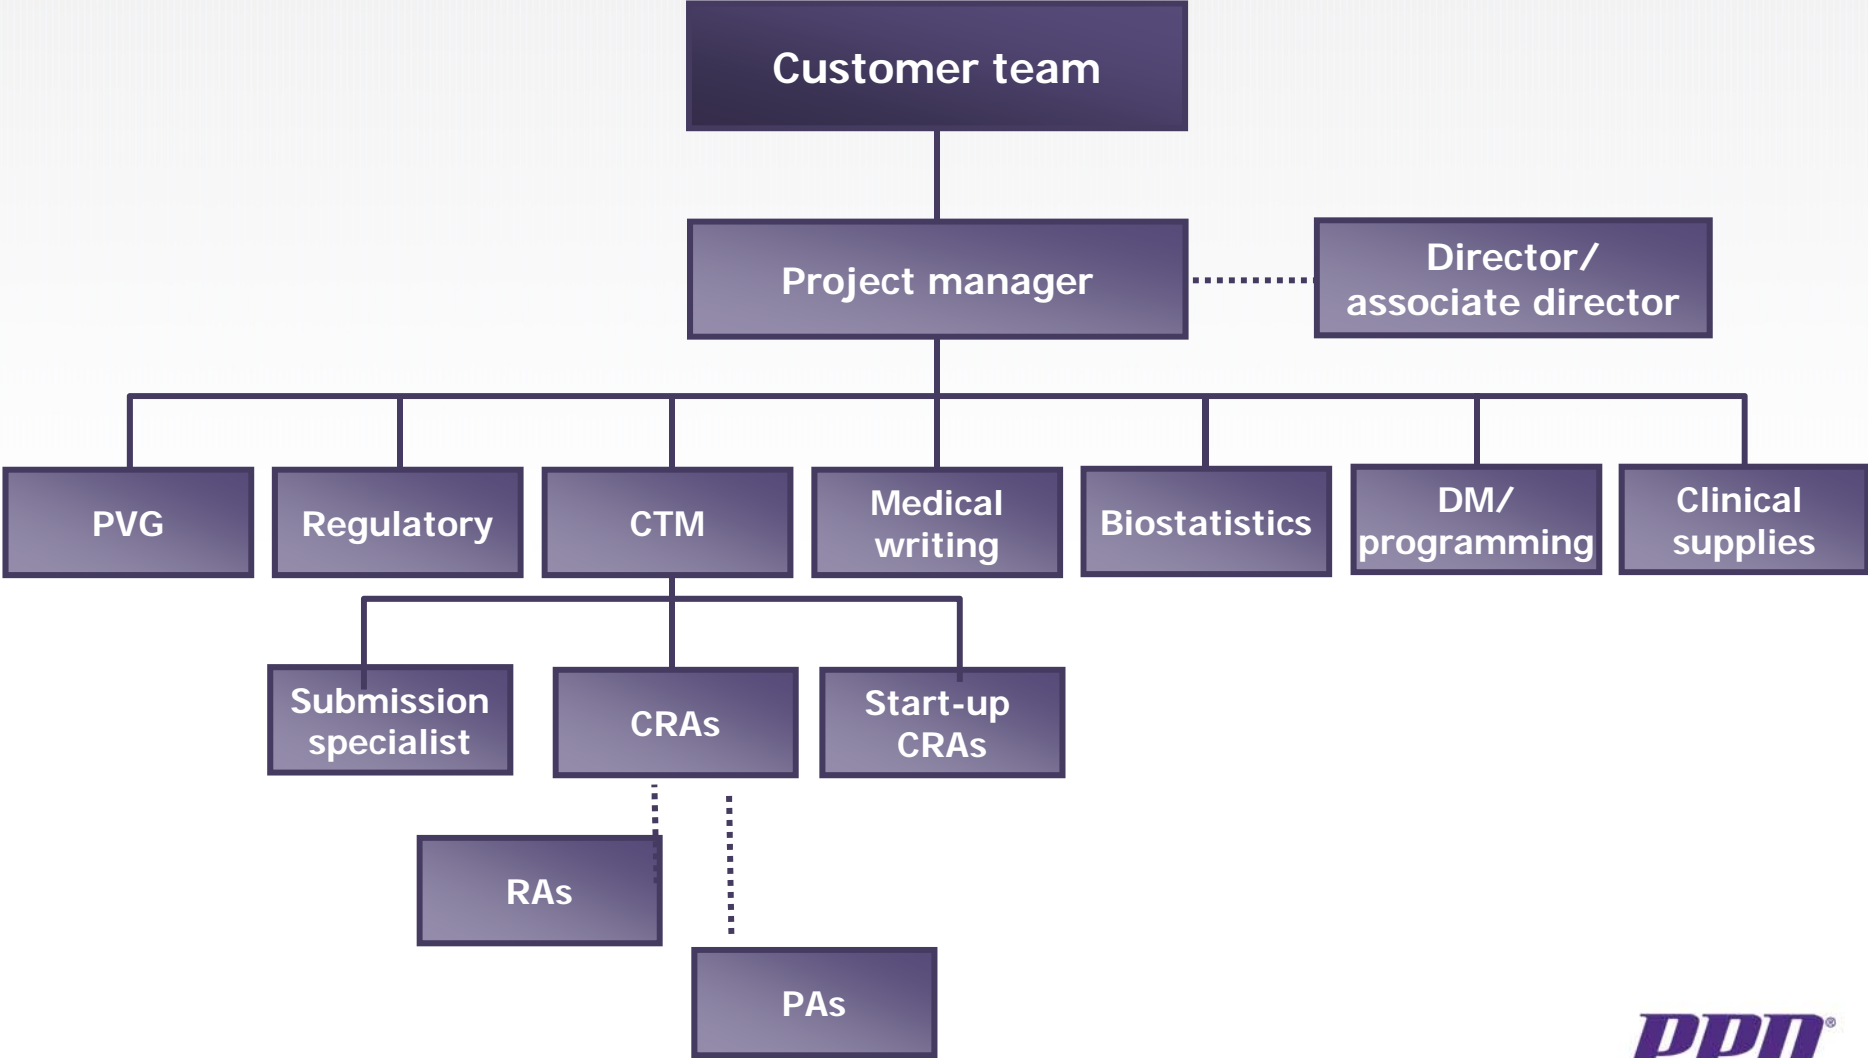 Customer team
Project manager
Director/
associate director
PVG
Regulatory
CTM
Medical
writing
Biostatistics
DM/
programming
Clinical
supplies
Submission
specialist
CRAs
Start-up
CRAs
RAs
PAs